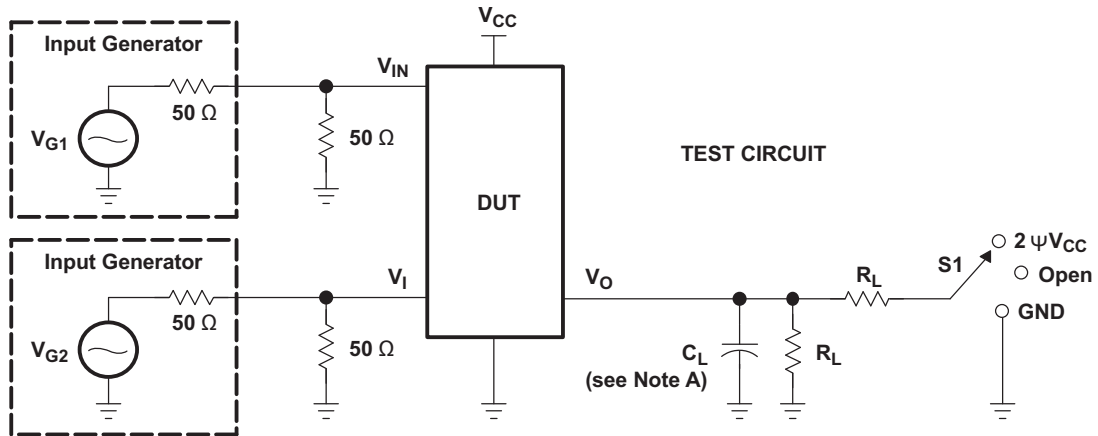 Input Generator
50 Ω
VG1
VIN
50 Ω
VCC
DUT
TEST CIRCUIT
Input Generator
50 Ω
VG2
VI
50 Ω
VO
CL
(see Note A)
RL
RL
S1
2 ΨVCC
Open
GND